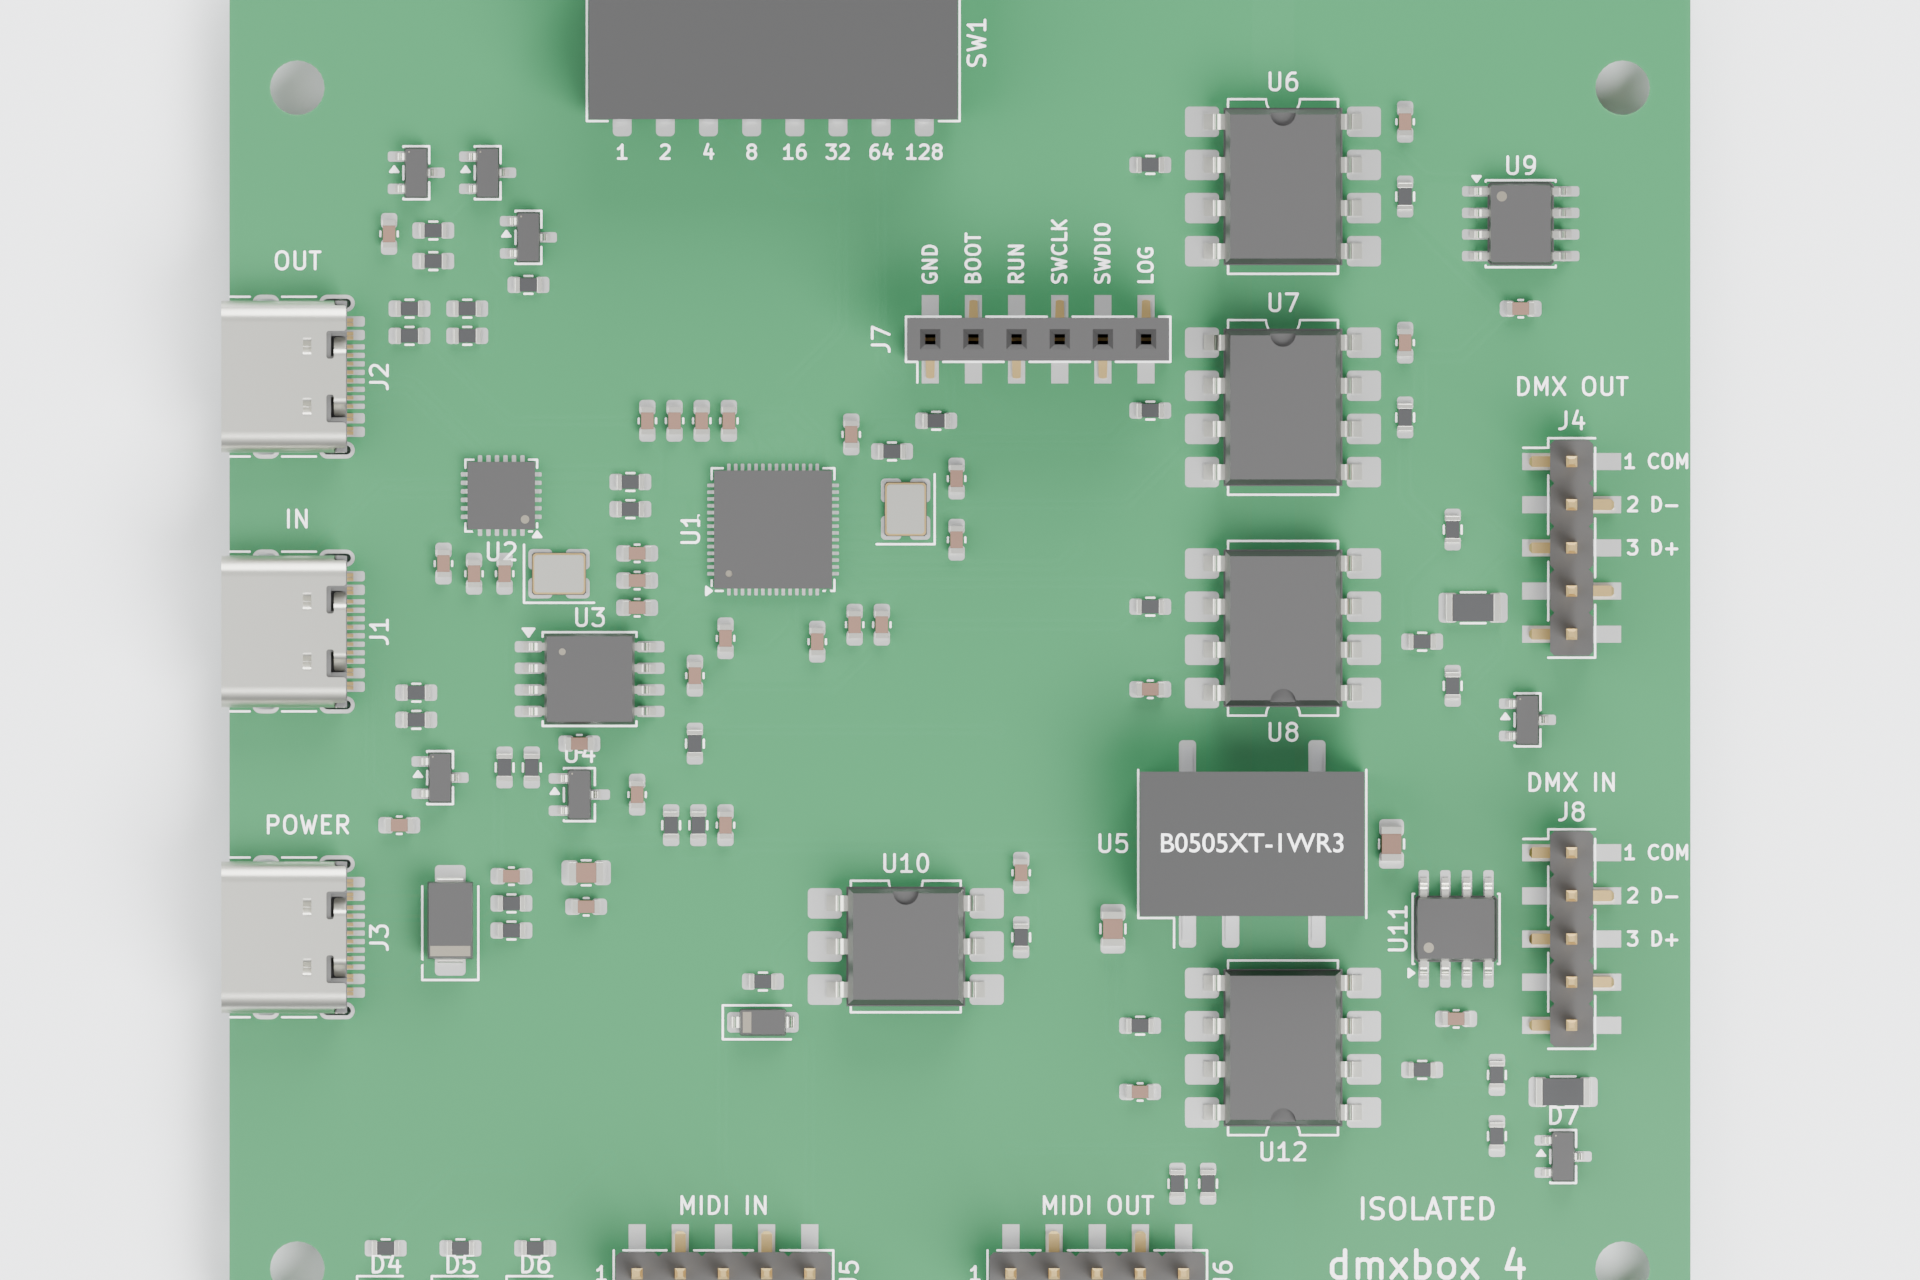 SW1
1 2 4 8 16 32 64 128
U6
U9
OUT
GND
BOOT
RUN
SWCLK
SWDIO
LOG
J7
U7
J2
DMX OUT
J4
1 COM
2 D-
3 D+
IN
U2
U1
U3
J1
U8
U4
DMX IN
J8
1 COM
2 D-
3 D+
POWER
U5
B0505XT-1WR3
U10
U11
J3
D7
U12
MIDI IN
MIDI OUT
ISOLATED
dmxbox 4
D4
D5
D6
1
J5
1
J6